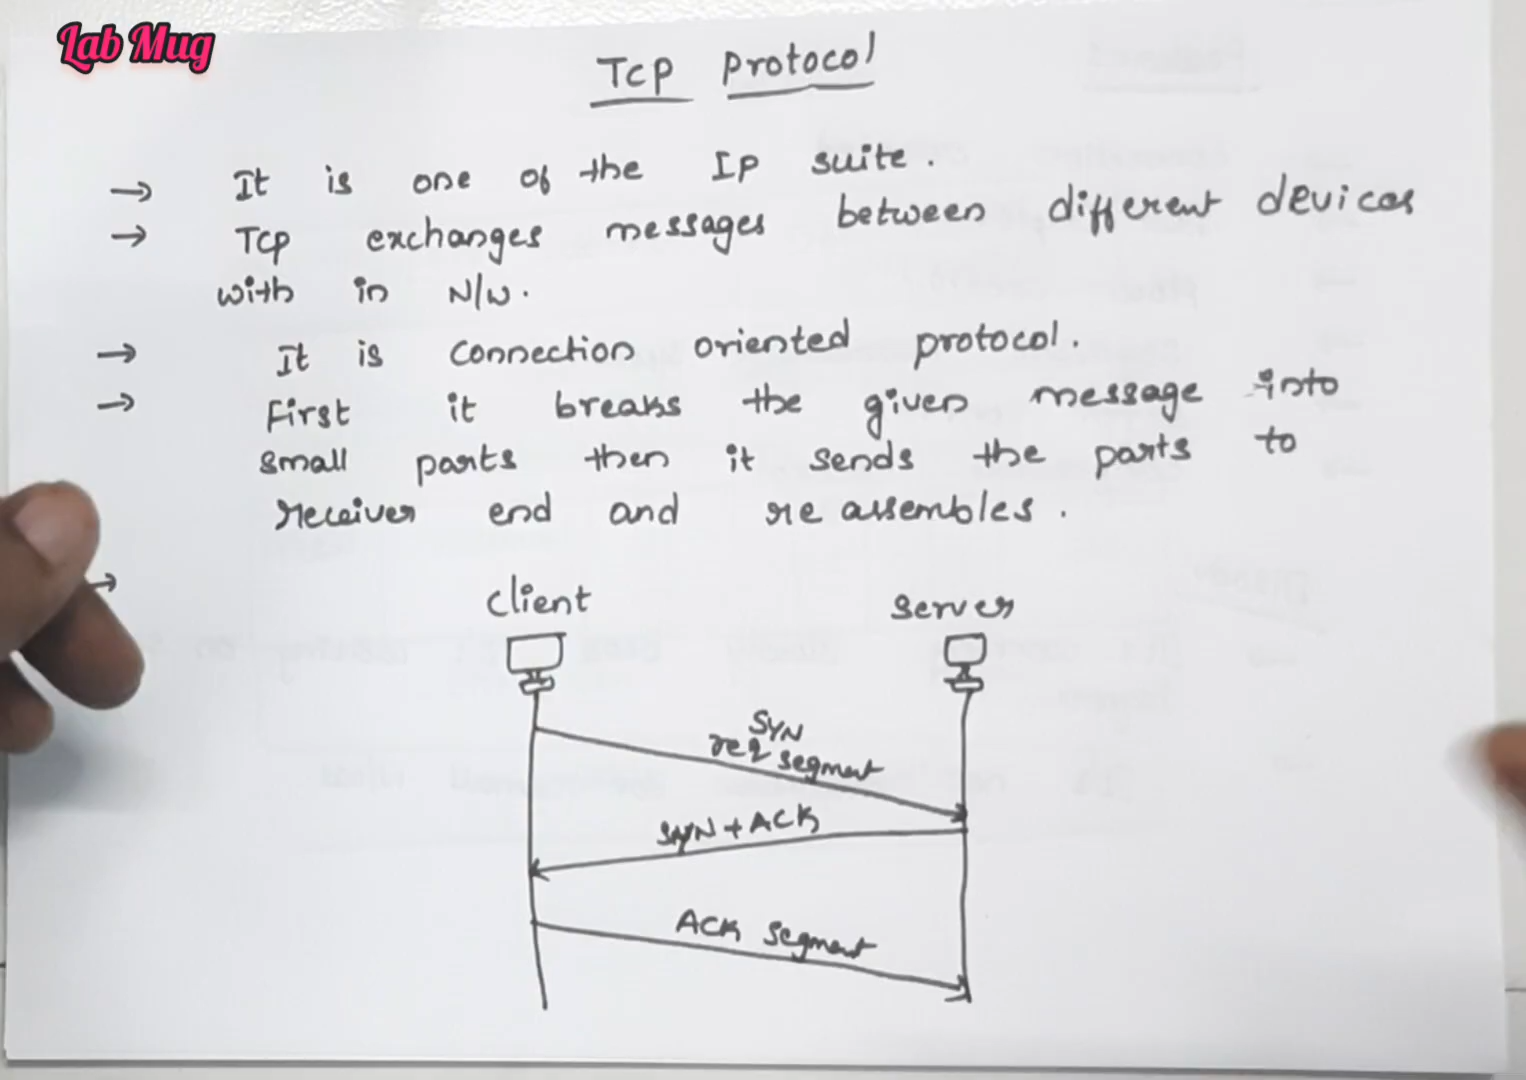 Lab Mug
TCP Protocol
→ It is one of the IP suite.
→ TCP exchanges messages between different devices
with in N/W.
→ It is connection oriented protocol.
→ First it breaks the given message into
small parts then it sends the parts to
receiver end and re assembles.
→
client server
SYN
req segment
SYN + ACK
ACK segment